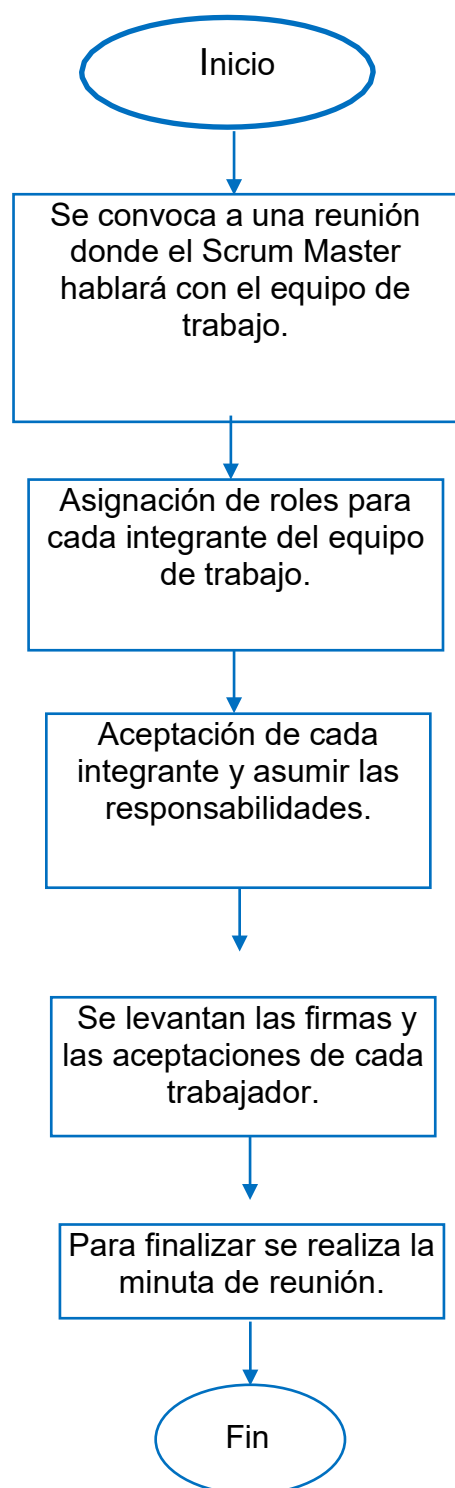 Inicio
Se convoca a una reunión
donde el Scrum Master
hablará con el equipo de
trabajo.
Asignación de roles para
cada integrante del equipo
de trabajo.
Aceptación de cada
integrante y asumir las
responsabilidades.
Se levantan las firmas y
las aceptaciones de cada
trabajador.
Para finalizar se realiza la
minuta de reunión.
Fin